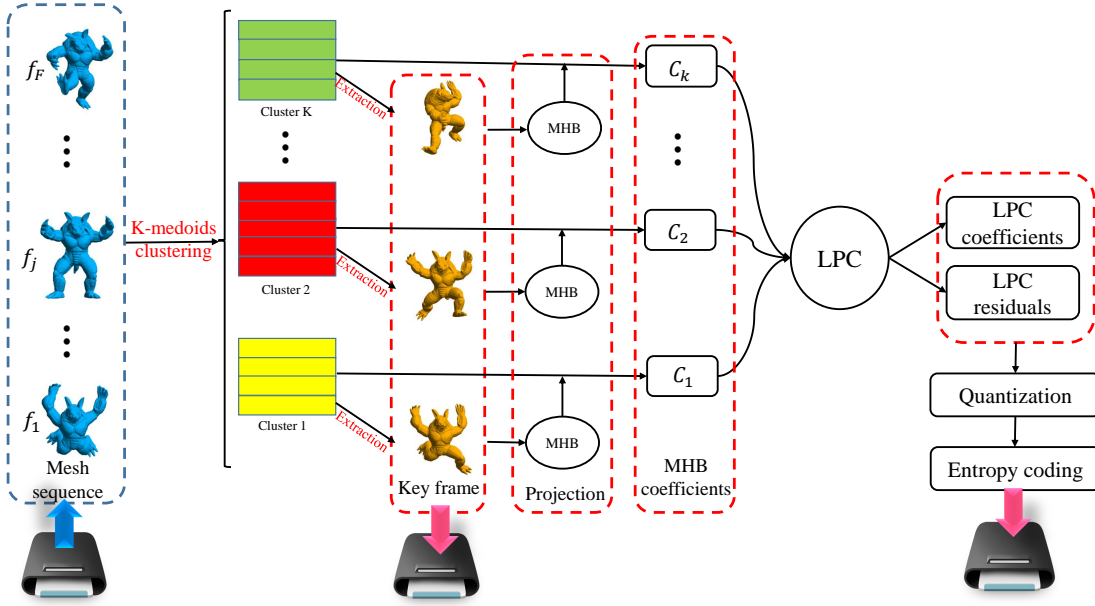 f_F
f_j
f_1
Mesh
sequence
K-medoids
clustering
Cluster K
Extraction
Cluster 2
Extraction
Cluster 1
Extraction
Key frame
MHB
MHB
MHB
Projection
C_k
C_2
C_1
MHB
coefficients
LPC
LPC
coefficients
LPC
residuals
Quantization
Entropy coding